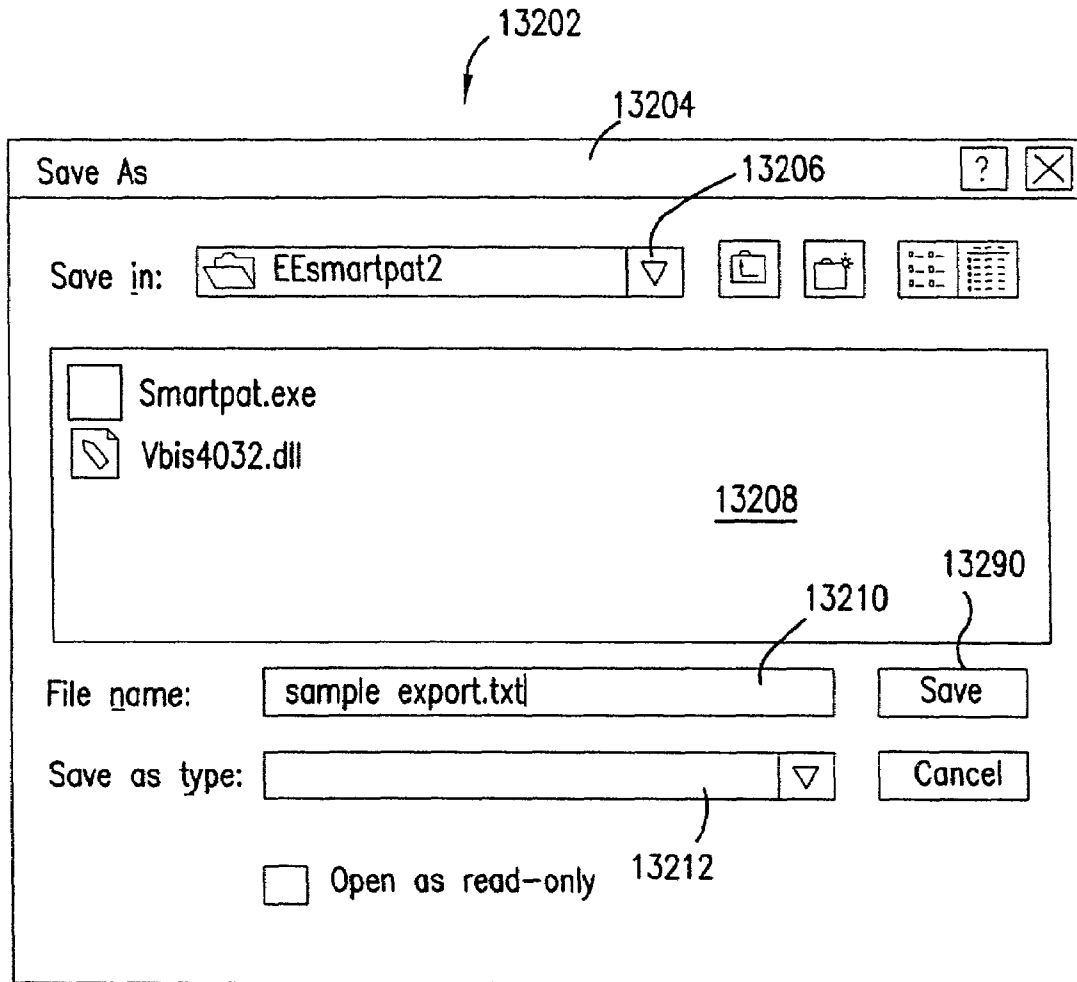 13202
13204
Save As
?
13206
Save in: EEsmartpat2
Smartpat.exe
Vbis4032.dll
13208
13290
13210
File name: sample export.txt Save
Save as type: Cancel
13212
Open as read-only